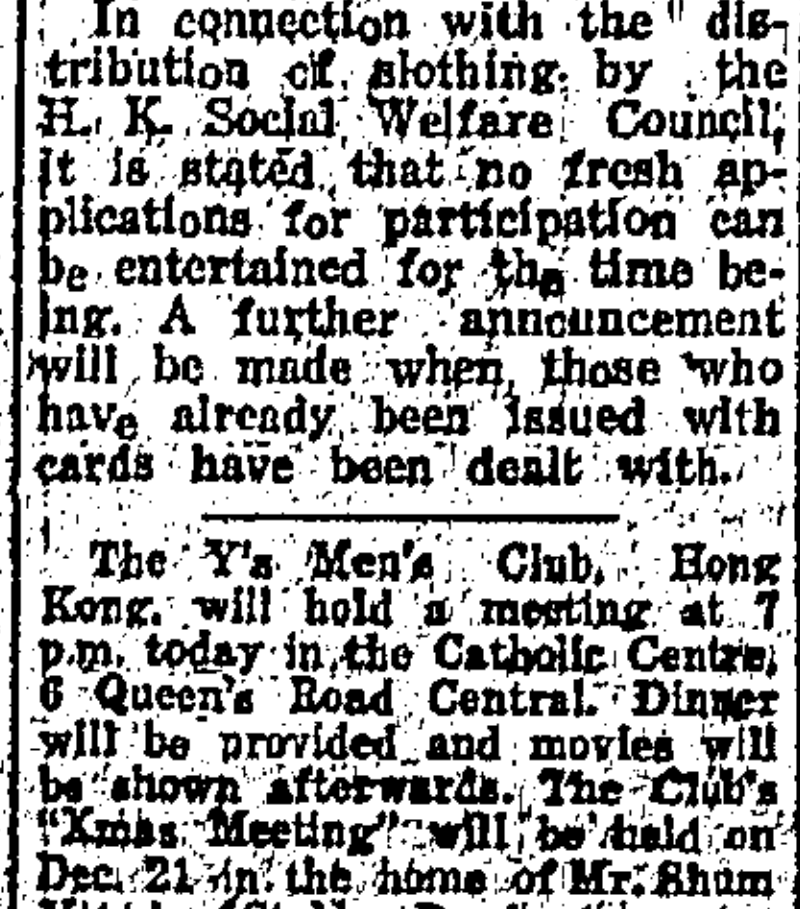 In connection with the dis-
tribution of slothing by the
H. K. Social Welfare Council,
it is stated that no fresh ap-
plications for participation can
be entertained for the time be-
ing. A further announcement
will be made when those who
have already been issued with
cards have been dealt with.
The Y's Men's Club, Hong
Kong, will hold a meeting at 7
p.m. today in the Catholic Centre,
6 Queen's Road Central. Dinner
will be provided and movies will
be shown afterwards. The Club's
"Xmas Meeting" will be held on
Dec. 21 in the home of Mr. Shum